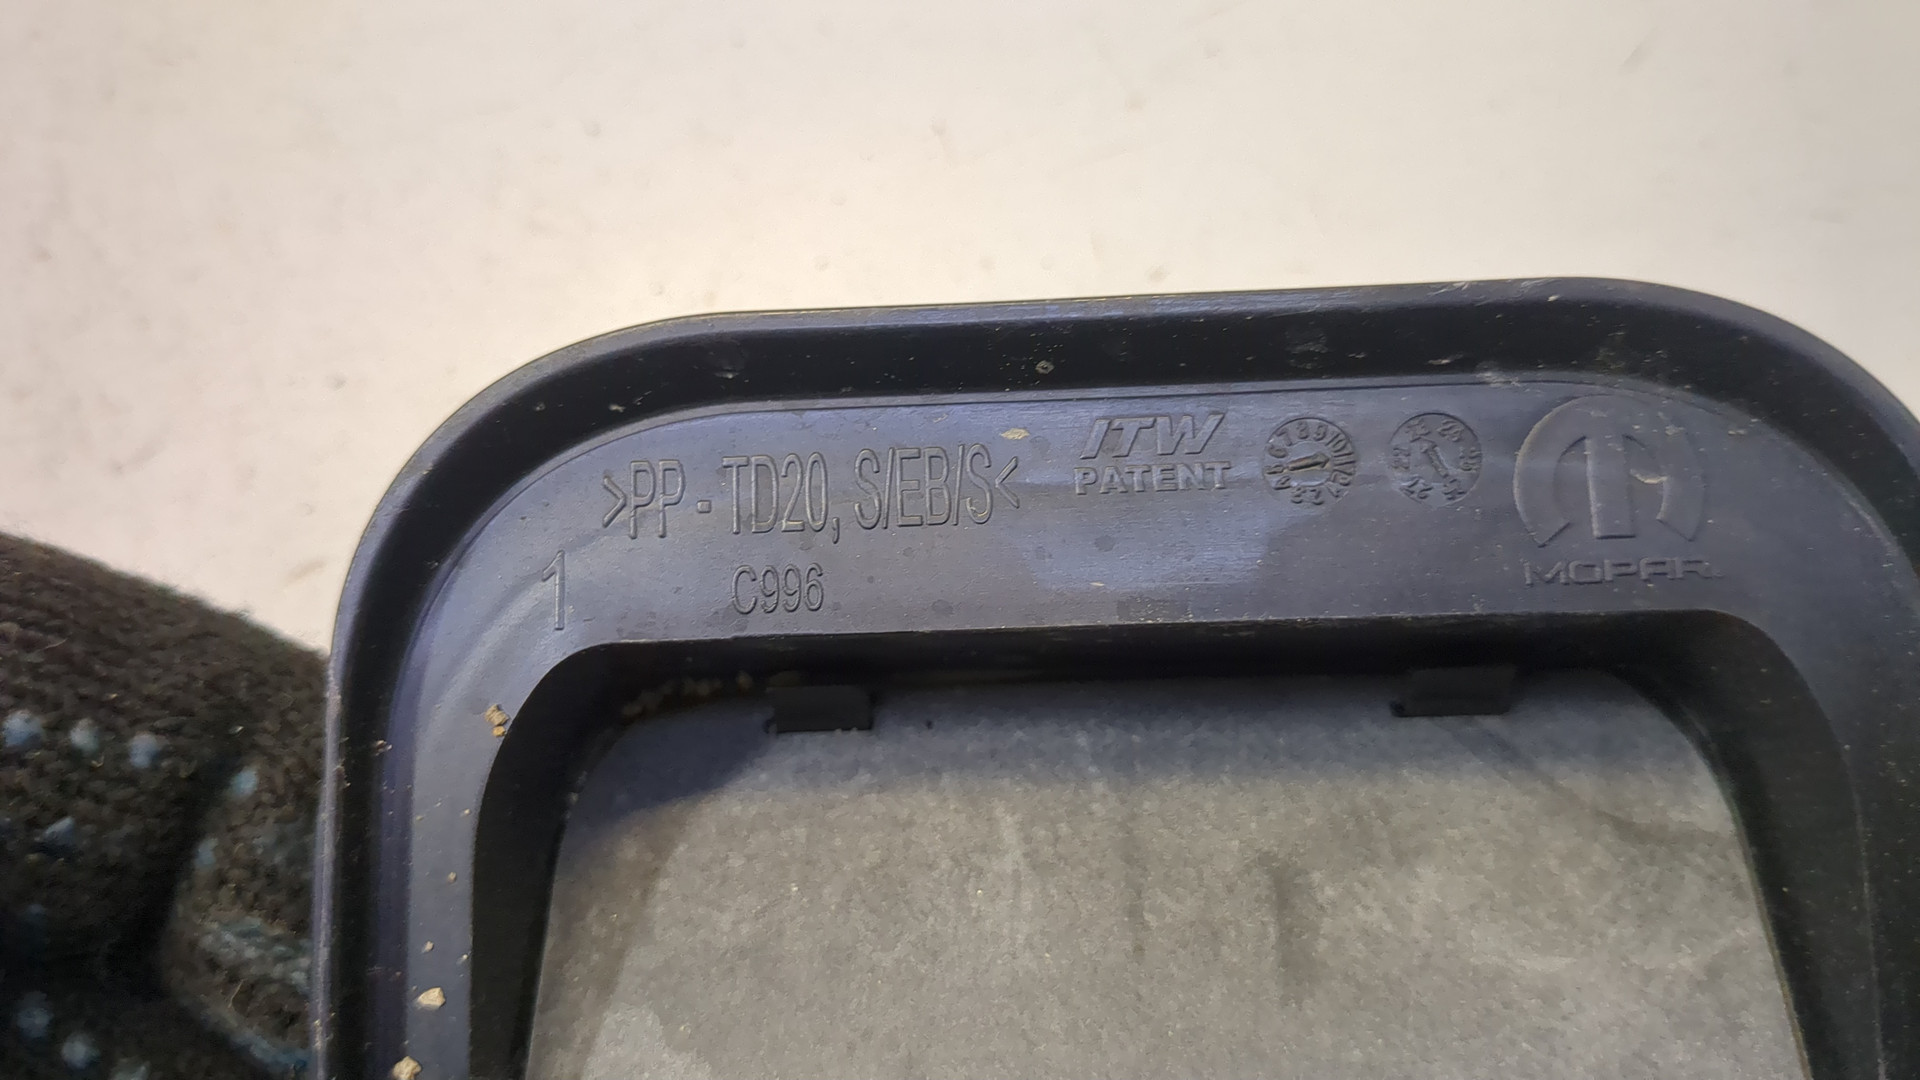 >PP - TD20, S/EB/S<
ITW
PATENT
1
C996
MOPAR